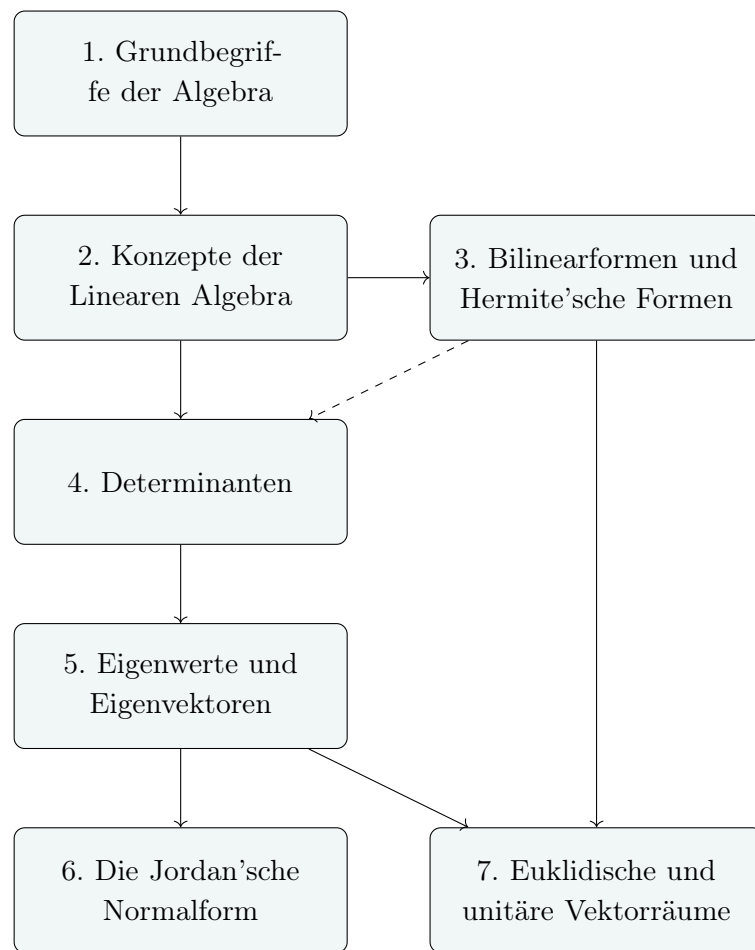 1. Grundbegrif-
fe der Algebra
2. Konzepte der
Linearen Algebra
3. Bilinearformen und
Hermite'sche Formen
4. Determinanten
5. Eigenwerte und
Eigenvektoren
6. Die Jordan'sche
Normalform
7. Euklidische und
unitäre Vektorräume